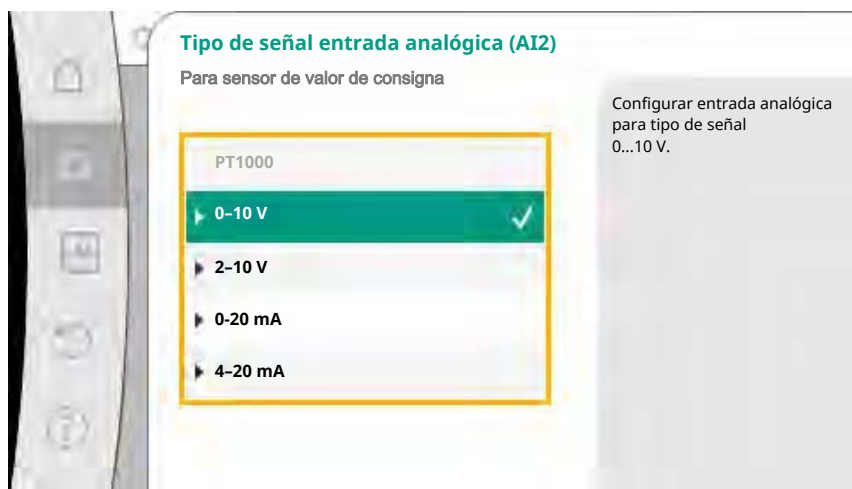 Tipo de señal entrada analógica (AI2)
Para sensor de valor de consigna
PT1000
0–10 V
2–10 V
0-20 mA
4–20 mA
Configurar entrada analógica
para tipo de señal
0...10 V.